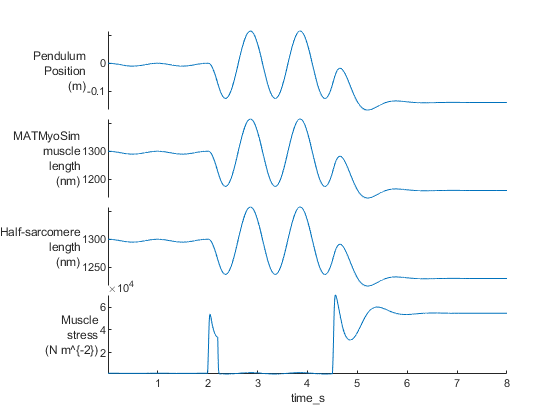 Pendulum
Position
(m)
0
-0.1
MATMyoSim
muscle
length
(nm)
1300
1200
Half-sarcomere
length
(nm)
1300
1250
×10^4
Muscle
stress
(N m^{-2})
6
4
2
1 2 3 4 5 6 7 8
time_s